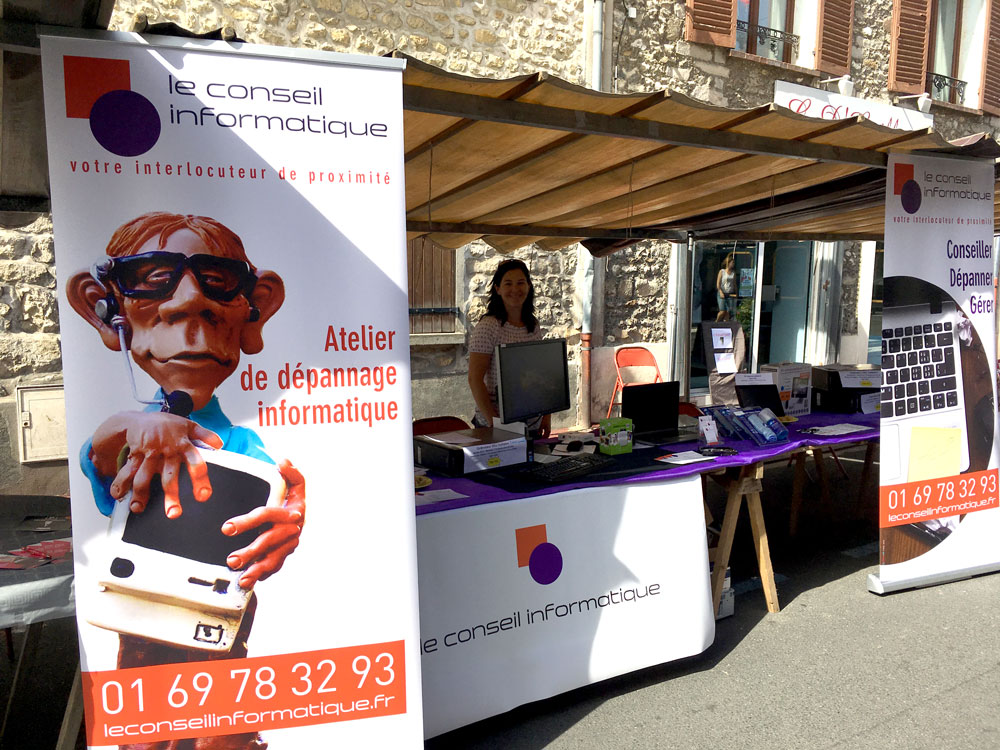 le conseil
informatique
votre interlocuteur de proximité
Atelier
de dépannage
informatique
01 69 78 32 93
leconseilinformatique.fr
le conseil informatique
le conseil
informatique
votre interlocuteur de proximité
Conseiller
Dépanner
Gérer
01 69 78 32 93
leconseilinformatique.fr